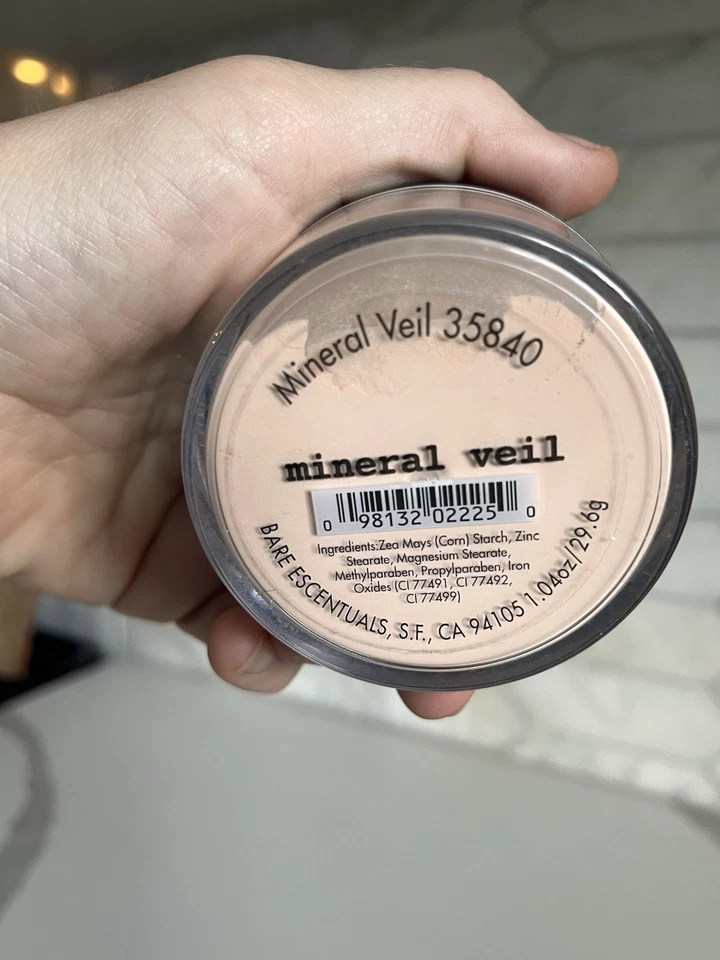 Mineral Veil 35840
mineral veil
0 98132 02225 0
Ingredients:Zea Mays (Corn) Starch, Zinc
Stearate, Magnesium Stearate,
Methylparaben, Propylparaben, Iron
Oxides (CI 77491, CI 77492,
CI 77499)
BARE ESCENTUALS, S.F., CA 94105 1.04oz/29.6g